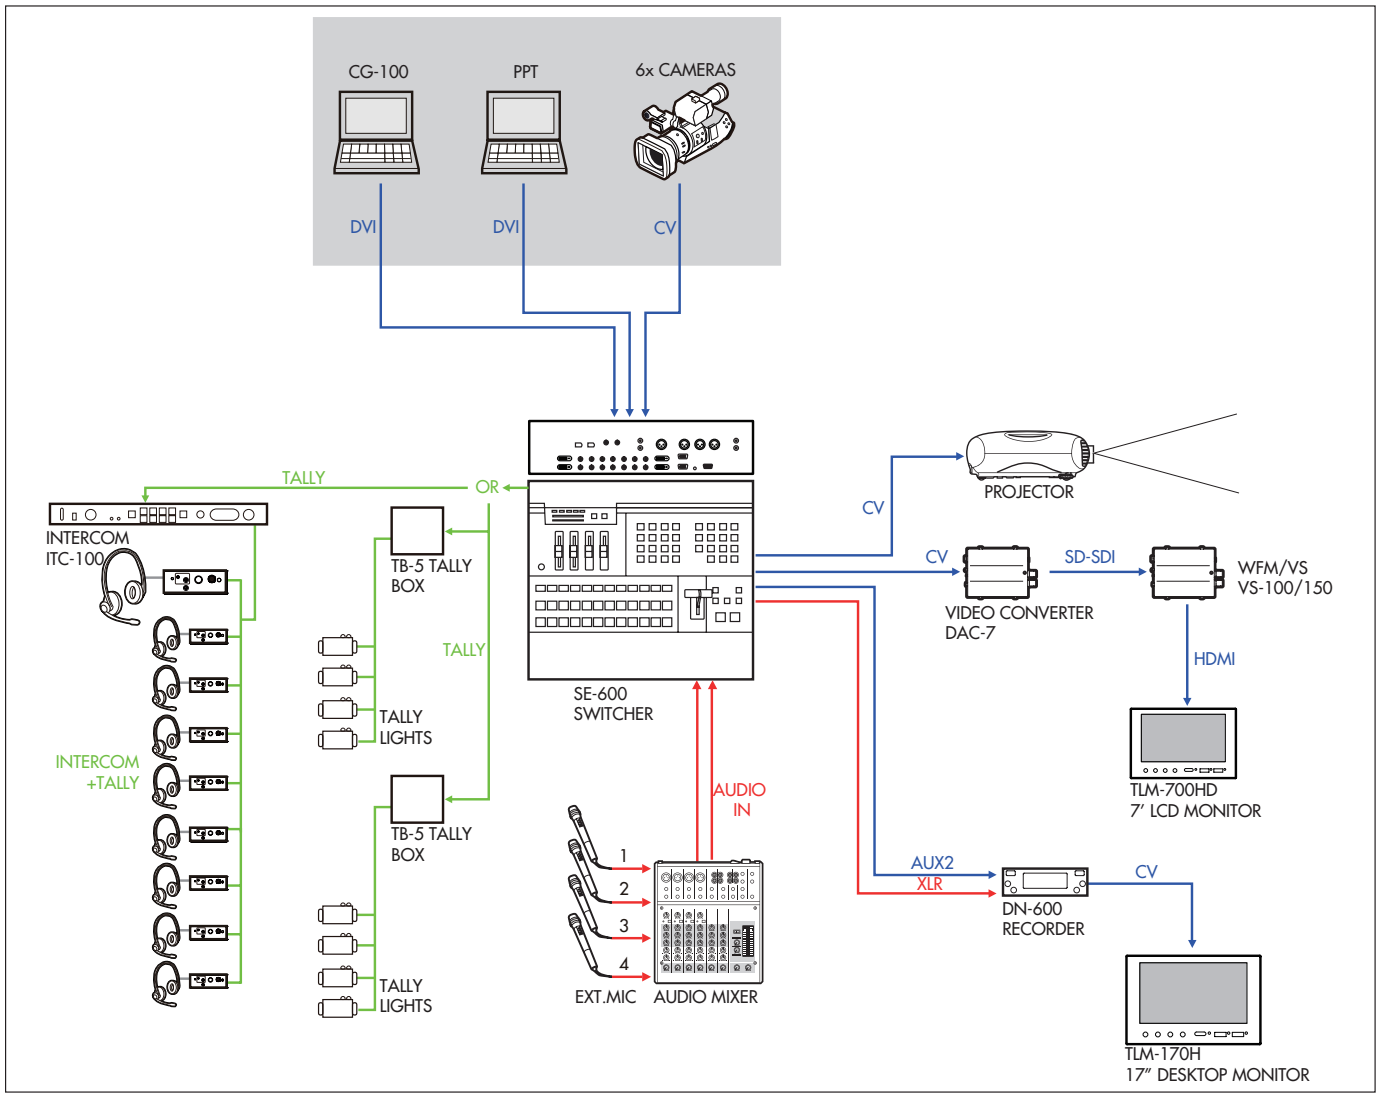 CG-100
PPT
6x CAMERAS
DVI
DVI
CV
TALLY
OR
INTERCOM
ITC-100
TB-5 TALLY
BOX
TALLY
TALLY
LIGHTS
INTERCOM
+TALLY
TB-5 TALLY
BOX
TALLY
LIGHTS
SE-600
SWITCHER
AUDIO
IN
1
2
3
4
EXT.MIC
AUDIO MIXER
CV
PROJECTOR
CV
SD-SDI
WFM/VS
VS-100/150
VIDEO CONVERTER
DAC-7
HDMI
TLM-700HD
7’ LCD MONITOR
AUX2
XLR
CV
DN-600
RECORDER
TLM-170H
17” DESKTOP MONITOR